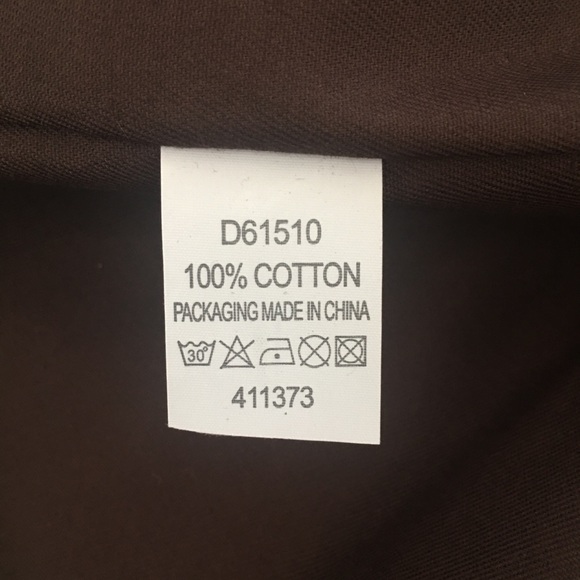 D61510
100% COTTON
PACKAGING MADE IN CHINA
30°
411373